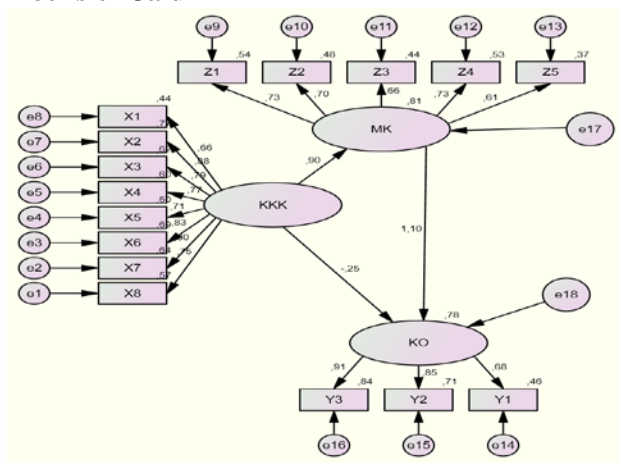 e9 e10 e11 e12 e13
,54 ,48 ,44 ,53 ,37
Z1 Z2 Z3 Z4 Z5
,73 ,70 ,66 ,73 ,61
,81
MK
e17
,44
e8 X1
e7 X2
e6 X3
e5 X4
e4 X5
e3 X6
e2 X7
e1 X8
,66
,79
,77
,71
,83
,75
KKK
,90
1,10
-,25
e18
,78
KO
,91 ,85 ,68
,84 ,71 ,46
Y3 Y2 Y1
e16 e15 e14